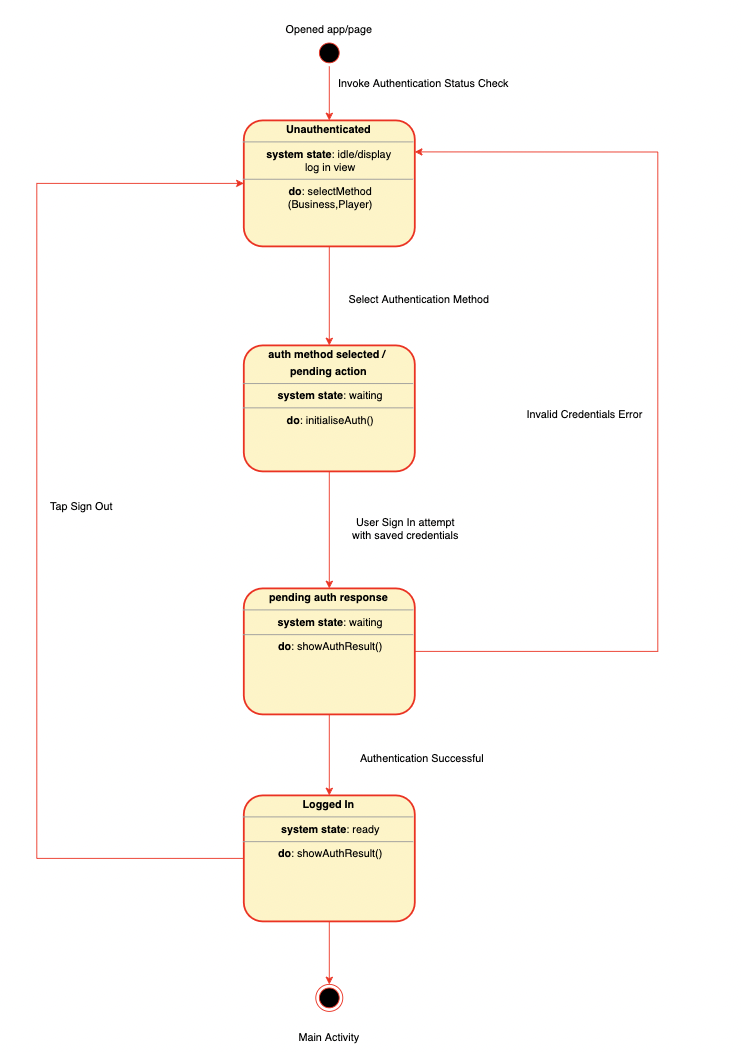 Opened app/page
Invoke Authentication Status Check
Unauthenticated
system state: idle/display
log in view
do: selectMethod
(Business,Player)
Select Authentication Method
auth method selected /
pending action
system state: waiting
do: initialiseAuth()
Invalid Credentials Error
Tap Sign Out
User Sign In attempt
with saved credentials
pending auth response
system state: waiting
do: showAuthResult()
Authentication Successful
Logged In
system state: ready
do: showAuthResult()
Main Activity